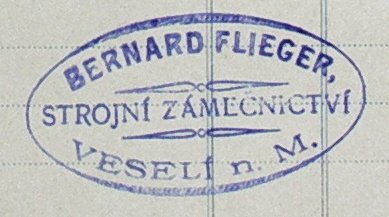 BERNARD FLIEGER,
STROJNÍ ZÁMEČNICTVÍ
VESELÍ n. M.